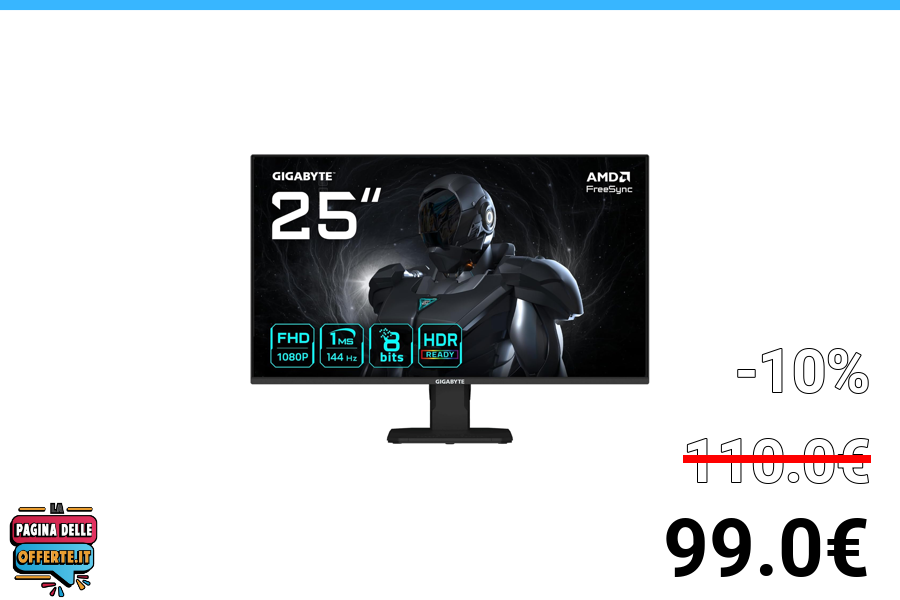 GIGABYTE
25"
AMD
FreeSync
FHD
1080P
1MS
144 Hz
8
bits
HDR
READY
GIGABYTE
-10%
110.0€
99.0€
LA
PAGINA DELLE
OFFERTE.IT